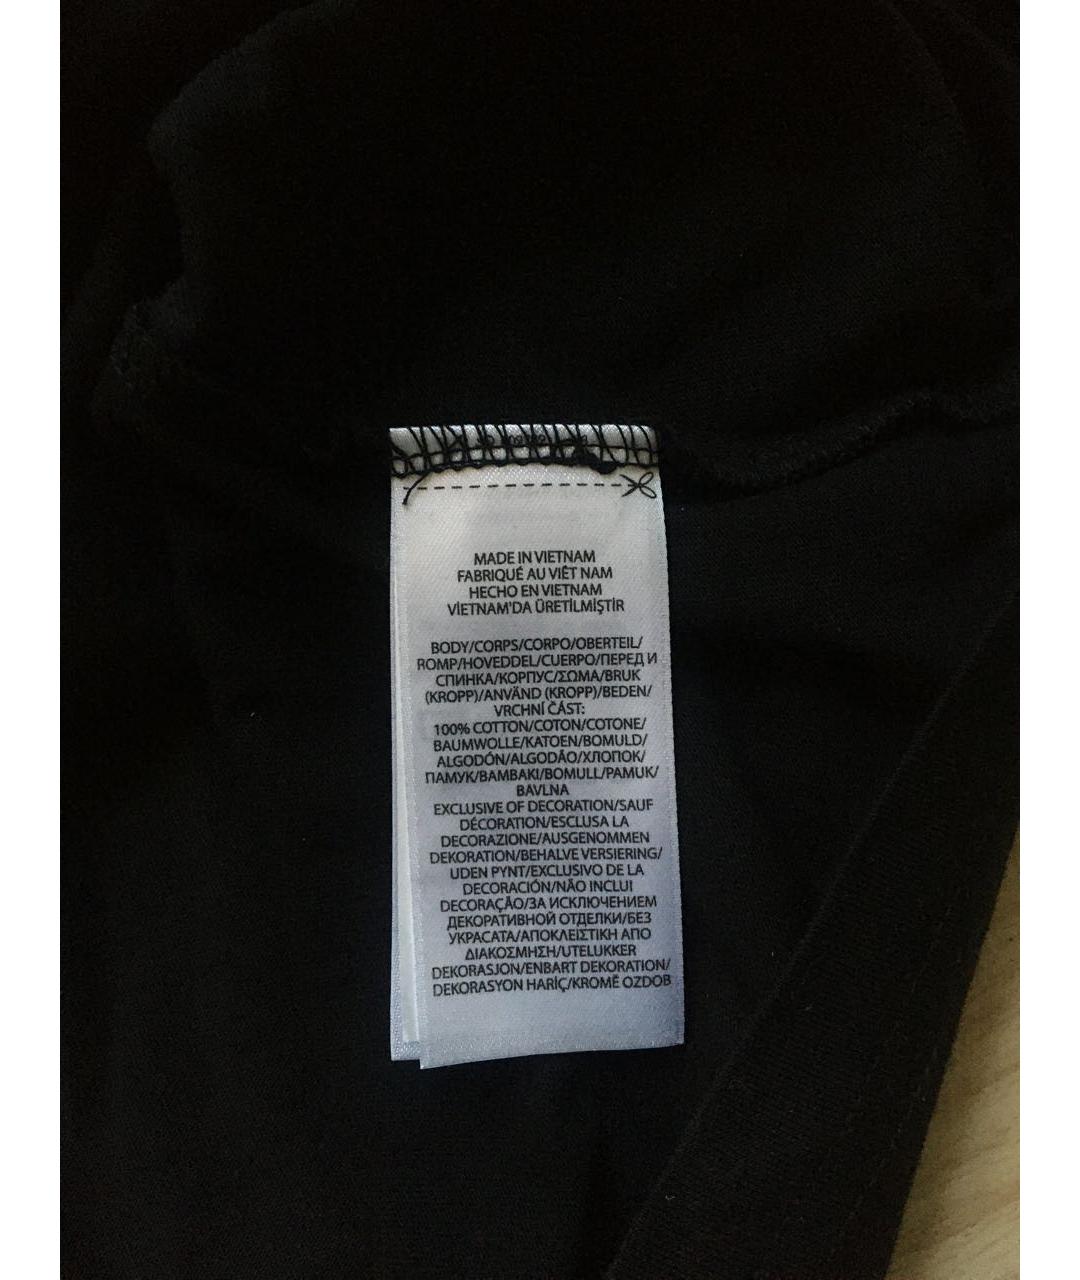 MADE IN VIETNAM
FABRIQUÉ AU VIÊT NAM
HECHO EN VIETNAM
VİETNAM'DA ÜRETİLMİŞTİR
BODY/CORPS/CORPO/OBERTEIL/
ROMP/HOVEDDEL/CUERPO/ПЕРЕД И
СПИНКА/КОРПУС/ΣΩΜΑ/BRUK
(KROPP)/ANVÄND (KROPP)/BEDEN/
VRCHNÍ ČÁST:
100% COTTON/COTON/COTONE/
BAUMWOLLE/KATOEN/BOMULD/
ALGODÓN/ALGODÃO/ХЛОПОК/
ПАМУК/ΒΑΜΒΑΚΙ/BOMULL/PAMUK/
BAVLNA
EXCLUSIVE OF DECORATION/SAUF
DÉCORATION/ESCLUSA LA
DECORAZIONE/AUSGENOMMEN
DEKORATION/BEHALVE VERSIERING/
UDEN PYNT/EXCLUSIVO DE LA
DECORACIÓN/NÃO INCLUI
DECORAÇÃO/ЗА ИСКЛЮЧЕНИЕМ
ДЕКОРАТИВНОЙ ОТДЕЛКИ/БЕЗ
УКРАСАТА/ΑΠΟΚΛΕΙΣΤΙΚΗ ΑΠΟ
ΔΙΑΚΟΣΜΗΣΗ/UTELUKKER
DEKORASJON/ENBART DEKORATION/
DEKORASYON HARİÇ/KROMĚ OZDOB